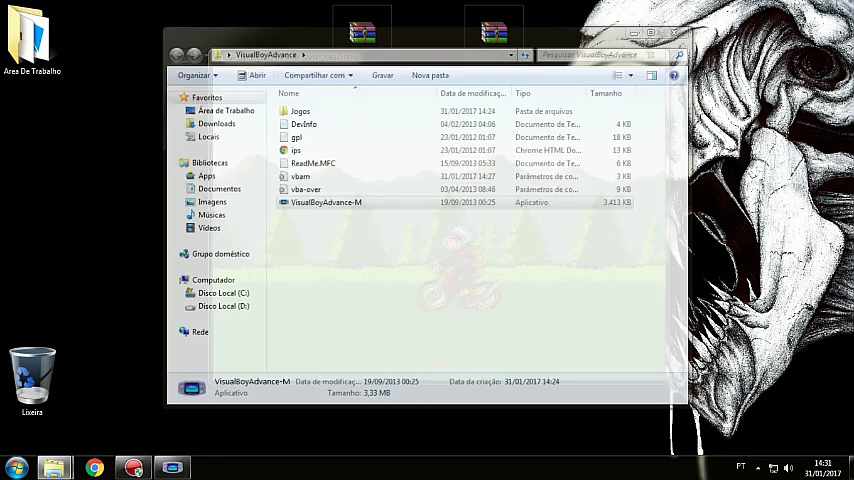 Área De Trabalho
VisualBoyAdvance
Pesquisar VisualBoyAdvance
Organizar
Abrir
Compartilhar com
Gravar
Nova pasta
Nome
Data de modificaç...
Tipo
Tamanho
Favoritos
Área de Trabalho
Downloads
Locais
Bibliotecas
Apps
Documentos
Imagens
Músicas
Vídeos
Grupo doméstico
Computador
Disco Local (C:)
Disco Local (D:)
Rede
Jogos 31/01/2017 14:24 Pasta de arquivos
DevInfo 04/02/2013 04:06 Documento de Te... 4 KB
gpl 23/01/2012 01:07 Documento de Te... 18 KB
ips 23/01/2012 01:07 Chrome HTML Do... 13 KB
ReadMe.MFC 15/09/2013 05:33 Documento de Te... 6 KB
vbam 31/01/2017 14:27 Parâmetros de co... 3 KB
vba-over 03/04/2013 08:46 Parâmetros de co... 9 KB
VisualBoyAdvance-M 19/09/2013 00:25 Aplicativo 3.413 KB
VisualBoyAdvance-M Data de modificaç... 19/09/2013 00:25 Data da criação: 31/01/2017 14:24
Aplicativo Tamanho: 3,33 MB
Lixeira
PT
14:31
31/01/2017